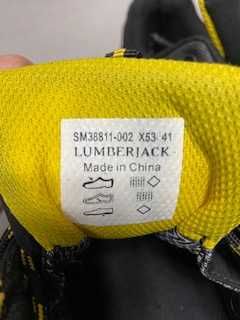 SM38811-002 X53 41
LUMBERJACK
Made in China